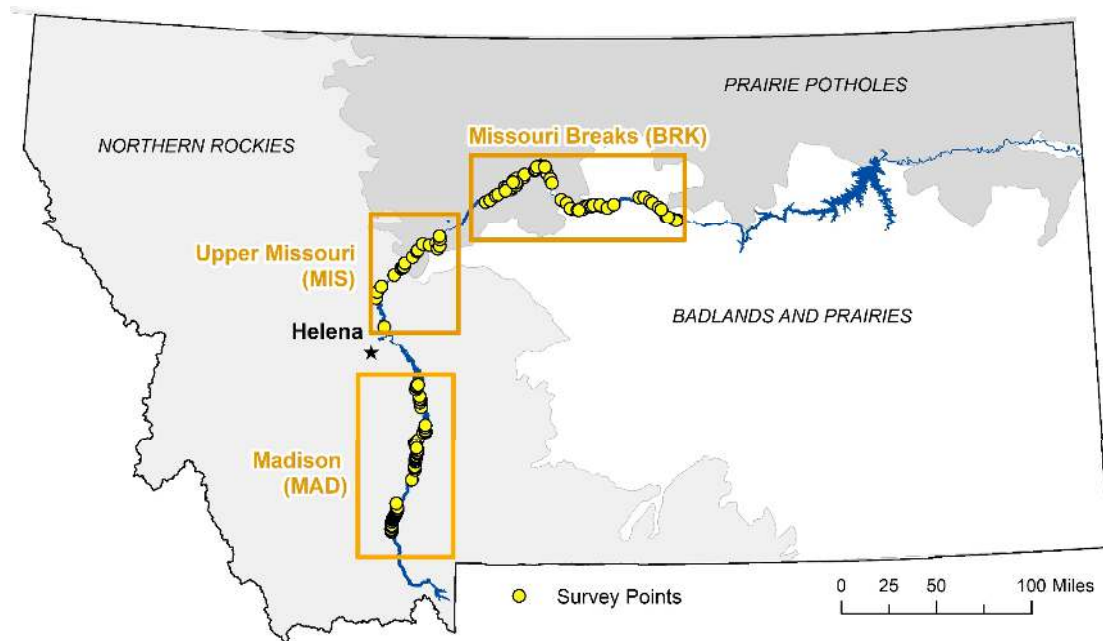 PRAIRIE POTHOLES
NORTHERN ROCKIES
Missouri Breaks (BRK)
Upper Missouri
(MIS)
Helena
BADLANDS AND PRAIRIES
Madison
(MAD)
Survey Points
0 25 50 100 Miles